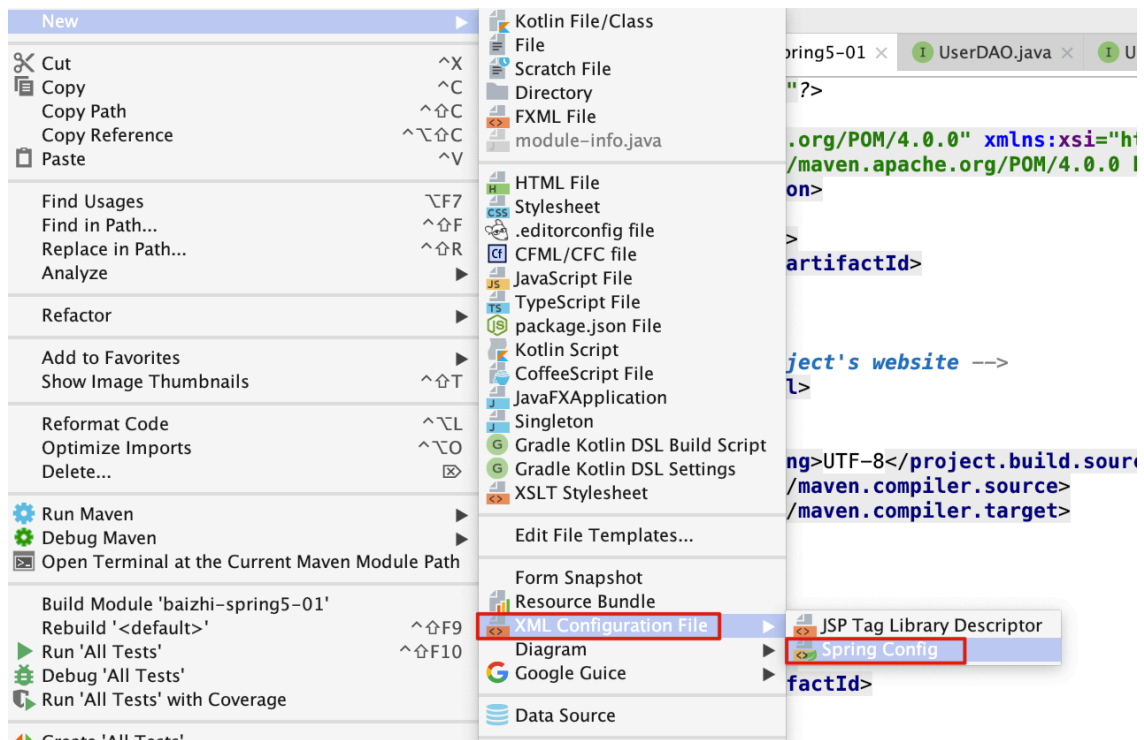 New
Cut ^X
Copy ^C
Copy Path ^⇧C
Copy Reference ^⌥⇧C
Paste ^V
Find Usages ⌥F7
Find in Path... ^⇧F
Replace in Path... ^⇧R
Analyze
Refactor
Add to Favorites
Show Image Thumbnails ^⇧T
Reformat Code ^⌥L
Optimize Imports ^⌥O
Delete... ⌦
Run Maven
Debug Maven
Open Terminal at the Current Maven Module Path
Build Module 'baizhi-spring5-01'
Rebuild '<default>' ^⇧F9
Run 'All Tests' ^⇧F10
Debug 'All Tests'
Run 'All Tests' with Coverage
Create 'All Tests'
Kotlin File/Class
File
Scratch File
Directory
FXML File
module-info.java
HTML File
Stylesheet
.editorconfig file
CFML/CFC file
JavaScript File
TypeScript File
package.json File
Kotlin Script
CoffeeScript File
JavaFXApplication
Singleton
Gradle Kotlin DSL Build Script
Gradle Kotlin DSL Settings
XSLT Stylesheet
Edit File Templates...
Form Snapshot
Resource Bundle
XML Configuration File
Diagram
Google Guice
Data Source
JSP Tag Library Descriptor
Spring Config
pring5-01 × I UserDAO.java × I U
"?>
.org/POM/4.0.0" xmlns:xsi="ht
/maven.apache.org/POM/4.0.0
on>
>
artifactId>
ject's website -->
l>
ng>UTF-8</project.build.sourc
/maven.compiler.source>
/maven.compiler.target>
factId>